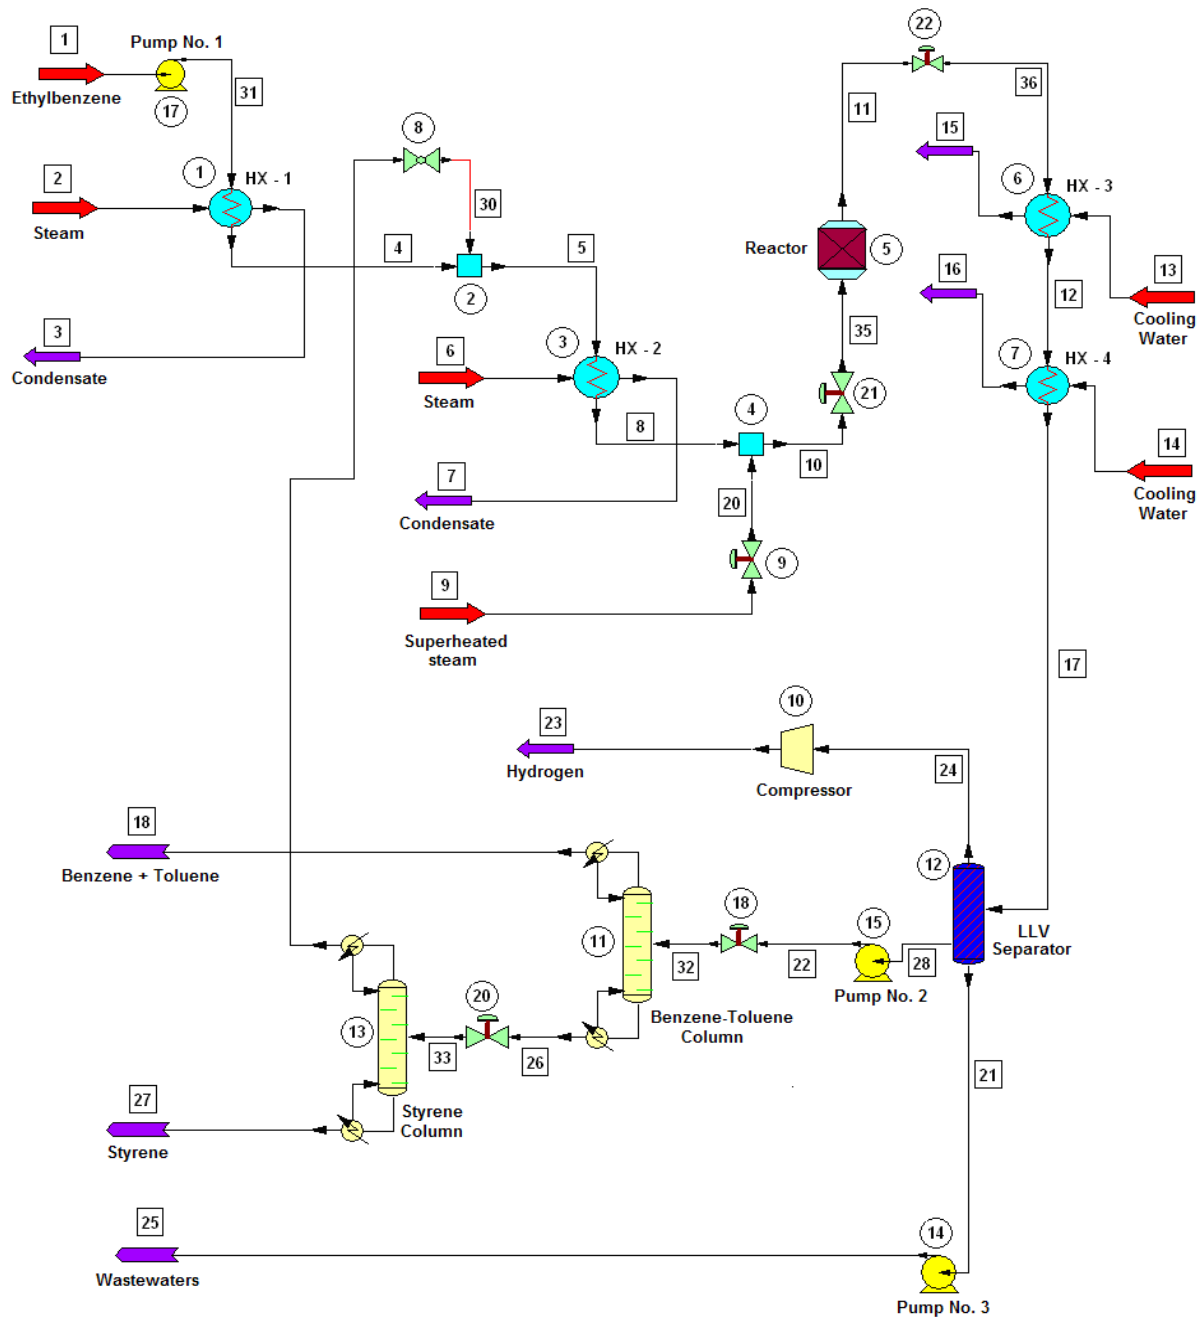 22
1
Pump No. 1
36
31
Ethylbenzene
11
17
15
8
6
HX - 3
1
HX - 1
2
30
Steam
4
5
Reactor
5
13
16
12
2
Cooling
Water
3
35
6
3
HX - 2
7
HX - 4
Condensate
21
Steam
4
8
14
10
7
Cooling
Water
20
Condensate
9
9
Superheated
steam
17
10
23
24
Hydrogen
Compressor
18
12
Benzene + Toluene
18
15
11
LLV
Separator
32
22
28
20
Pump No. 2
13
Benzene-Toluene
Column
33
26
21
27
Styrene
Column
Styrene
25
14
Wastewaters
Pump No. 3